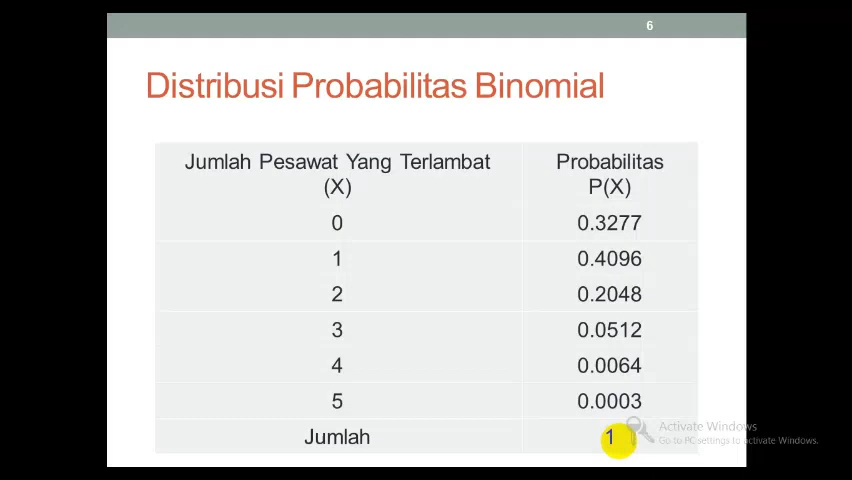 6
Distribusi Probabilitas Binomial
Jumlah Pesawat Yang Terlambat (X) Probabilitas P(X)
0 0.3277
1 0.4096
2 0.2048
3 0.0512
4 0.0064
5 0.0003
Jumlah 1
Activate Windows
Go to PC settings to activate Windows.